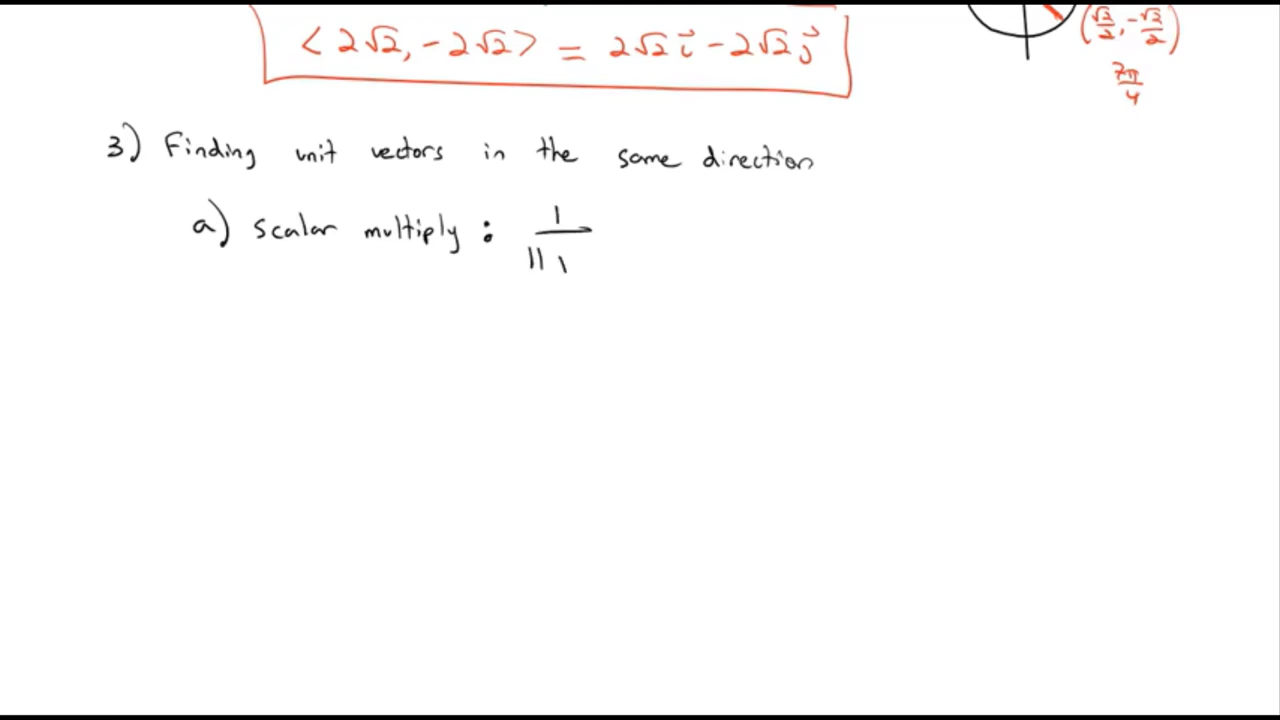 < 2√2, -2√2 > = 2√2 i⃗ - 2√2 j⃗
(√2/2, -√2/2)
7π/4
3) Finding unit vectors in the same direction
a) scalar multiply : 1/||